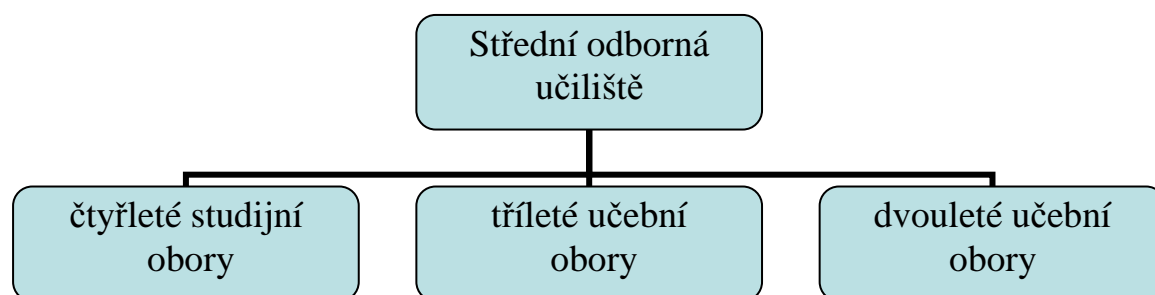 Střední odborná
učiliště
čtyřleté studijní
obory
tříleté učební
obory
dvouleté učební
obory